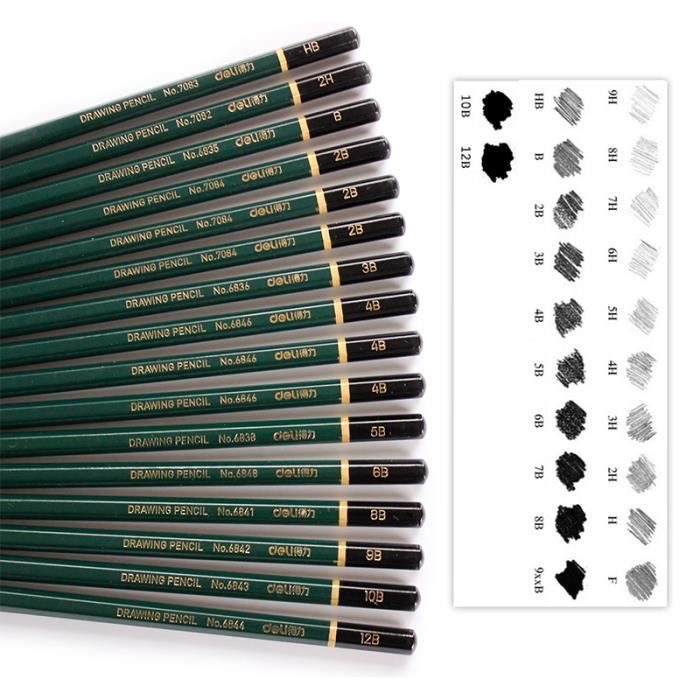 DRAWING PENCIL No.7083 deli得力 HB
DRAWING PENCIL No.7082 deli得力 2H
DRAWING PENCIL No.6835 deli得力 B
DRAWING PENCIL No.7084 deli得力 2B
DRAWING PENCIL No.7084 deli得力 2B
DRAWING PENCIL No.7084 deli得力 2B
DRAWING PENCIL No.6836 deli得力 3B
DRAWING PENCIL No.6846 deli得力 4B
DRAWING PENCIL No.6846 deli得力 4B
DRAWING PENCIL No.6846 deli得力 4B
DRAWING PENCIL No.6838 deli得力 5B
DRAWING PENCIL No.6848 deli得力 6B
DRAWING PENCIL No.6841 deli得力 8B
DRAWING PENCIL No.6842 deli得力 9B
DRAWING PENCIL No.6843 deli得力 10B
DRAWING PENCIL No.6844 deli得力 12B
9H
8H
7H
6H
5H
4H
3H
2H
H
F
HB
B
2B
3B
4B
5B
6B
7B
8B
9xxB
10B
12B